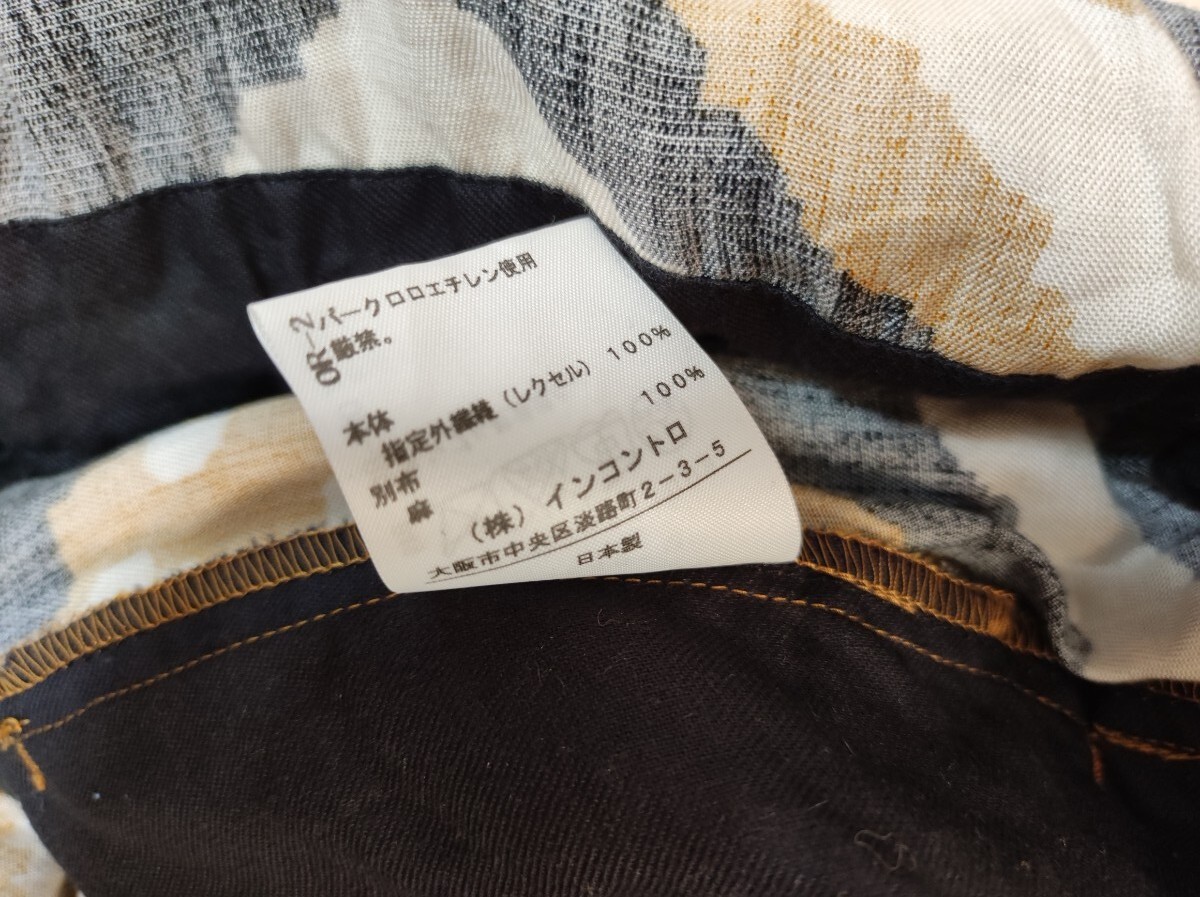 OR-2パークロロエチレン使用
厳禁。
本体
指定外繊維(レクセル) 100%
別布
麻 100%
(株) インコントロ
大阪市中央区淡路町2-3-5
日本製